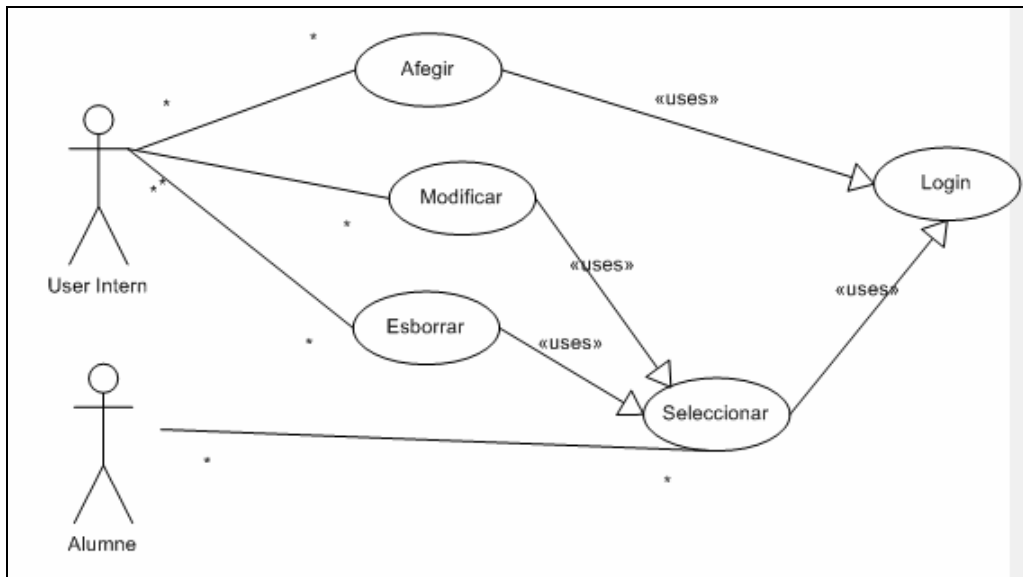 *
Afegir
*
«uses»
Login
* *
Modificar
*
User Intern
«uses»
«uses»
Esborrar
*
«uses»
Seleccionar
*
*
Alumne